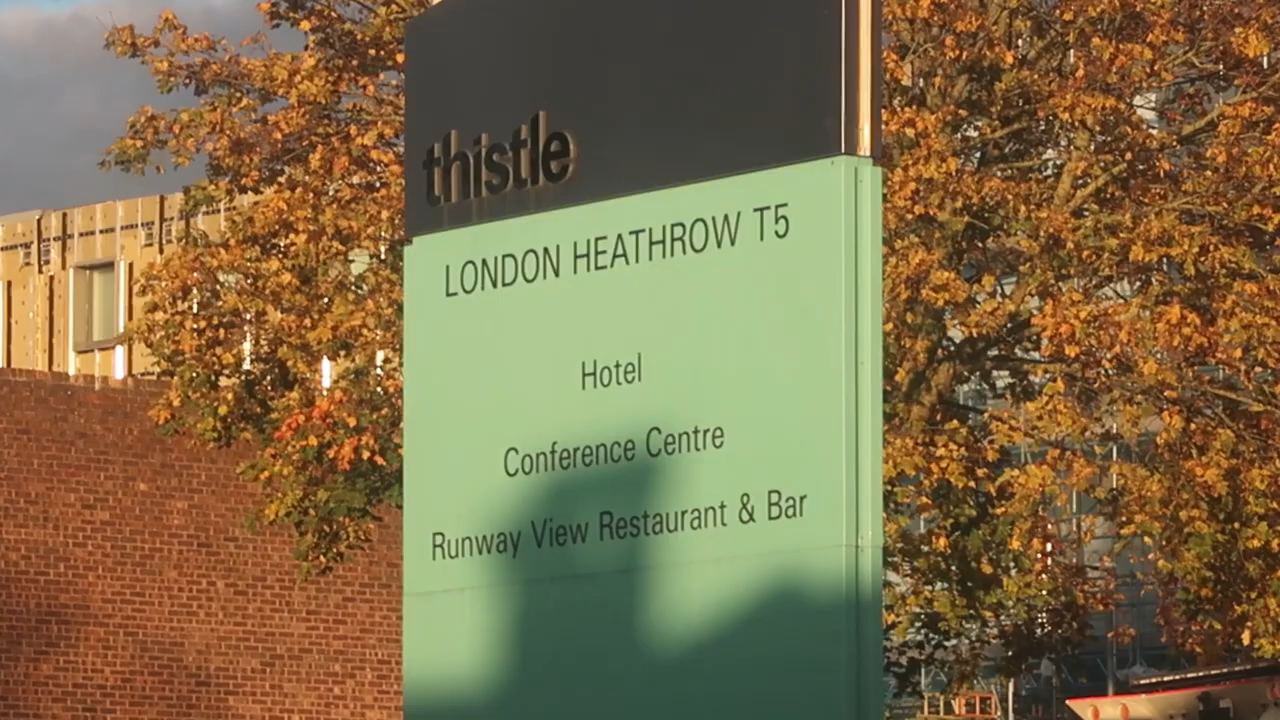 thistle
LONDON HEATHROW T5
Hotel
Conference Centre
Runway View Restaurant & Bar